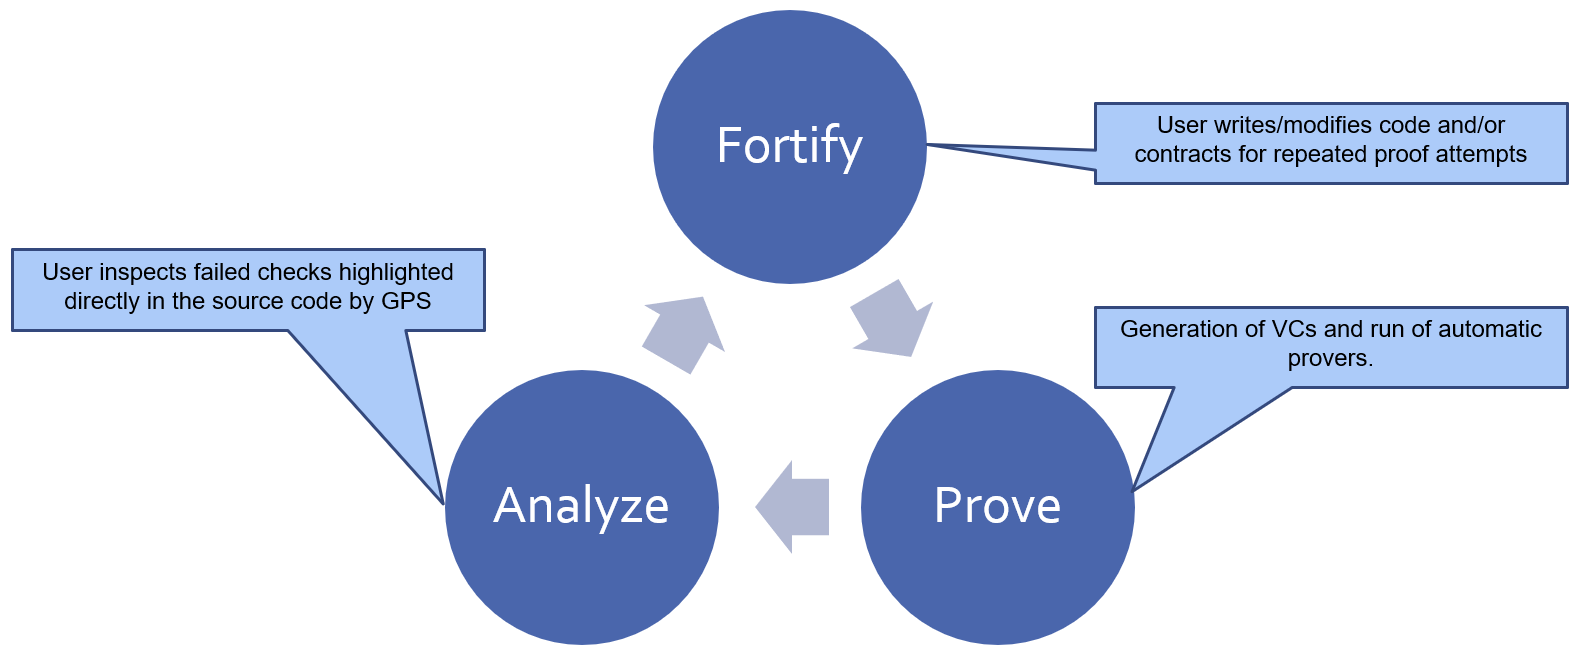 Fortify
User writes/modifies code and/or
contracts for repeated proof attempts
User inspects failed checks highlighted
directly in the source code by GPS
Generation of VCs and run of automatic
provers.
Analyze
Prove